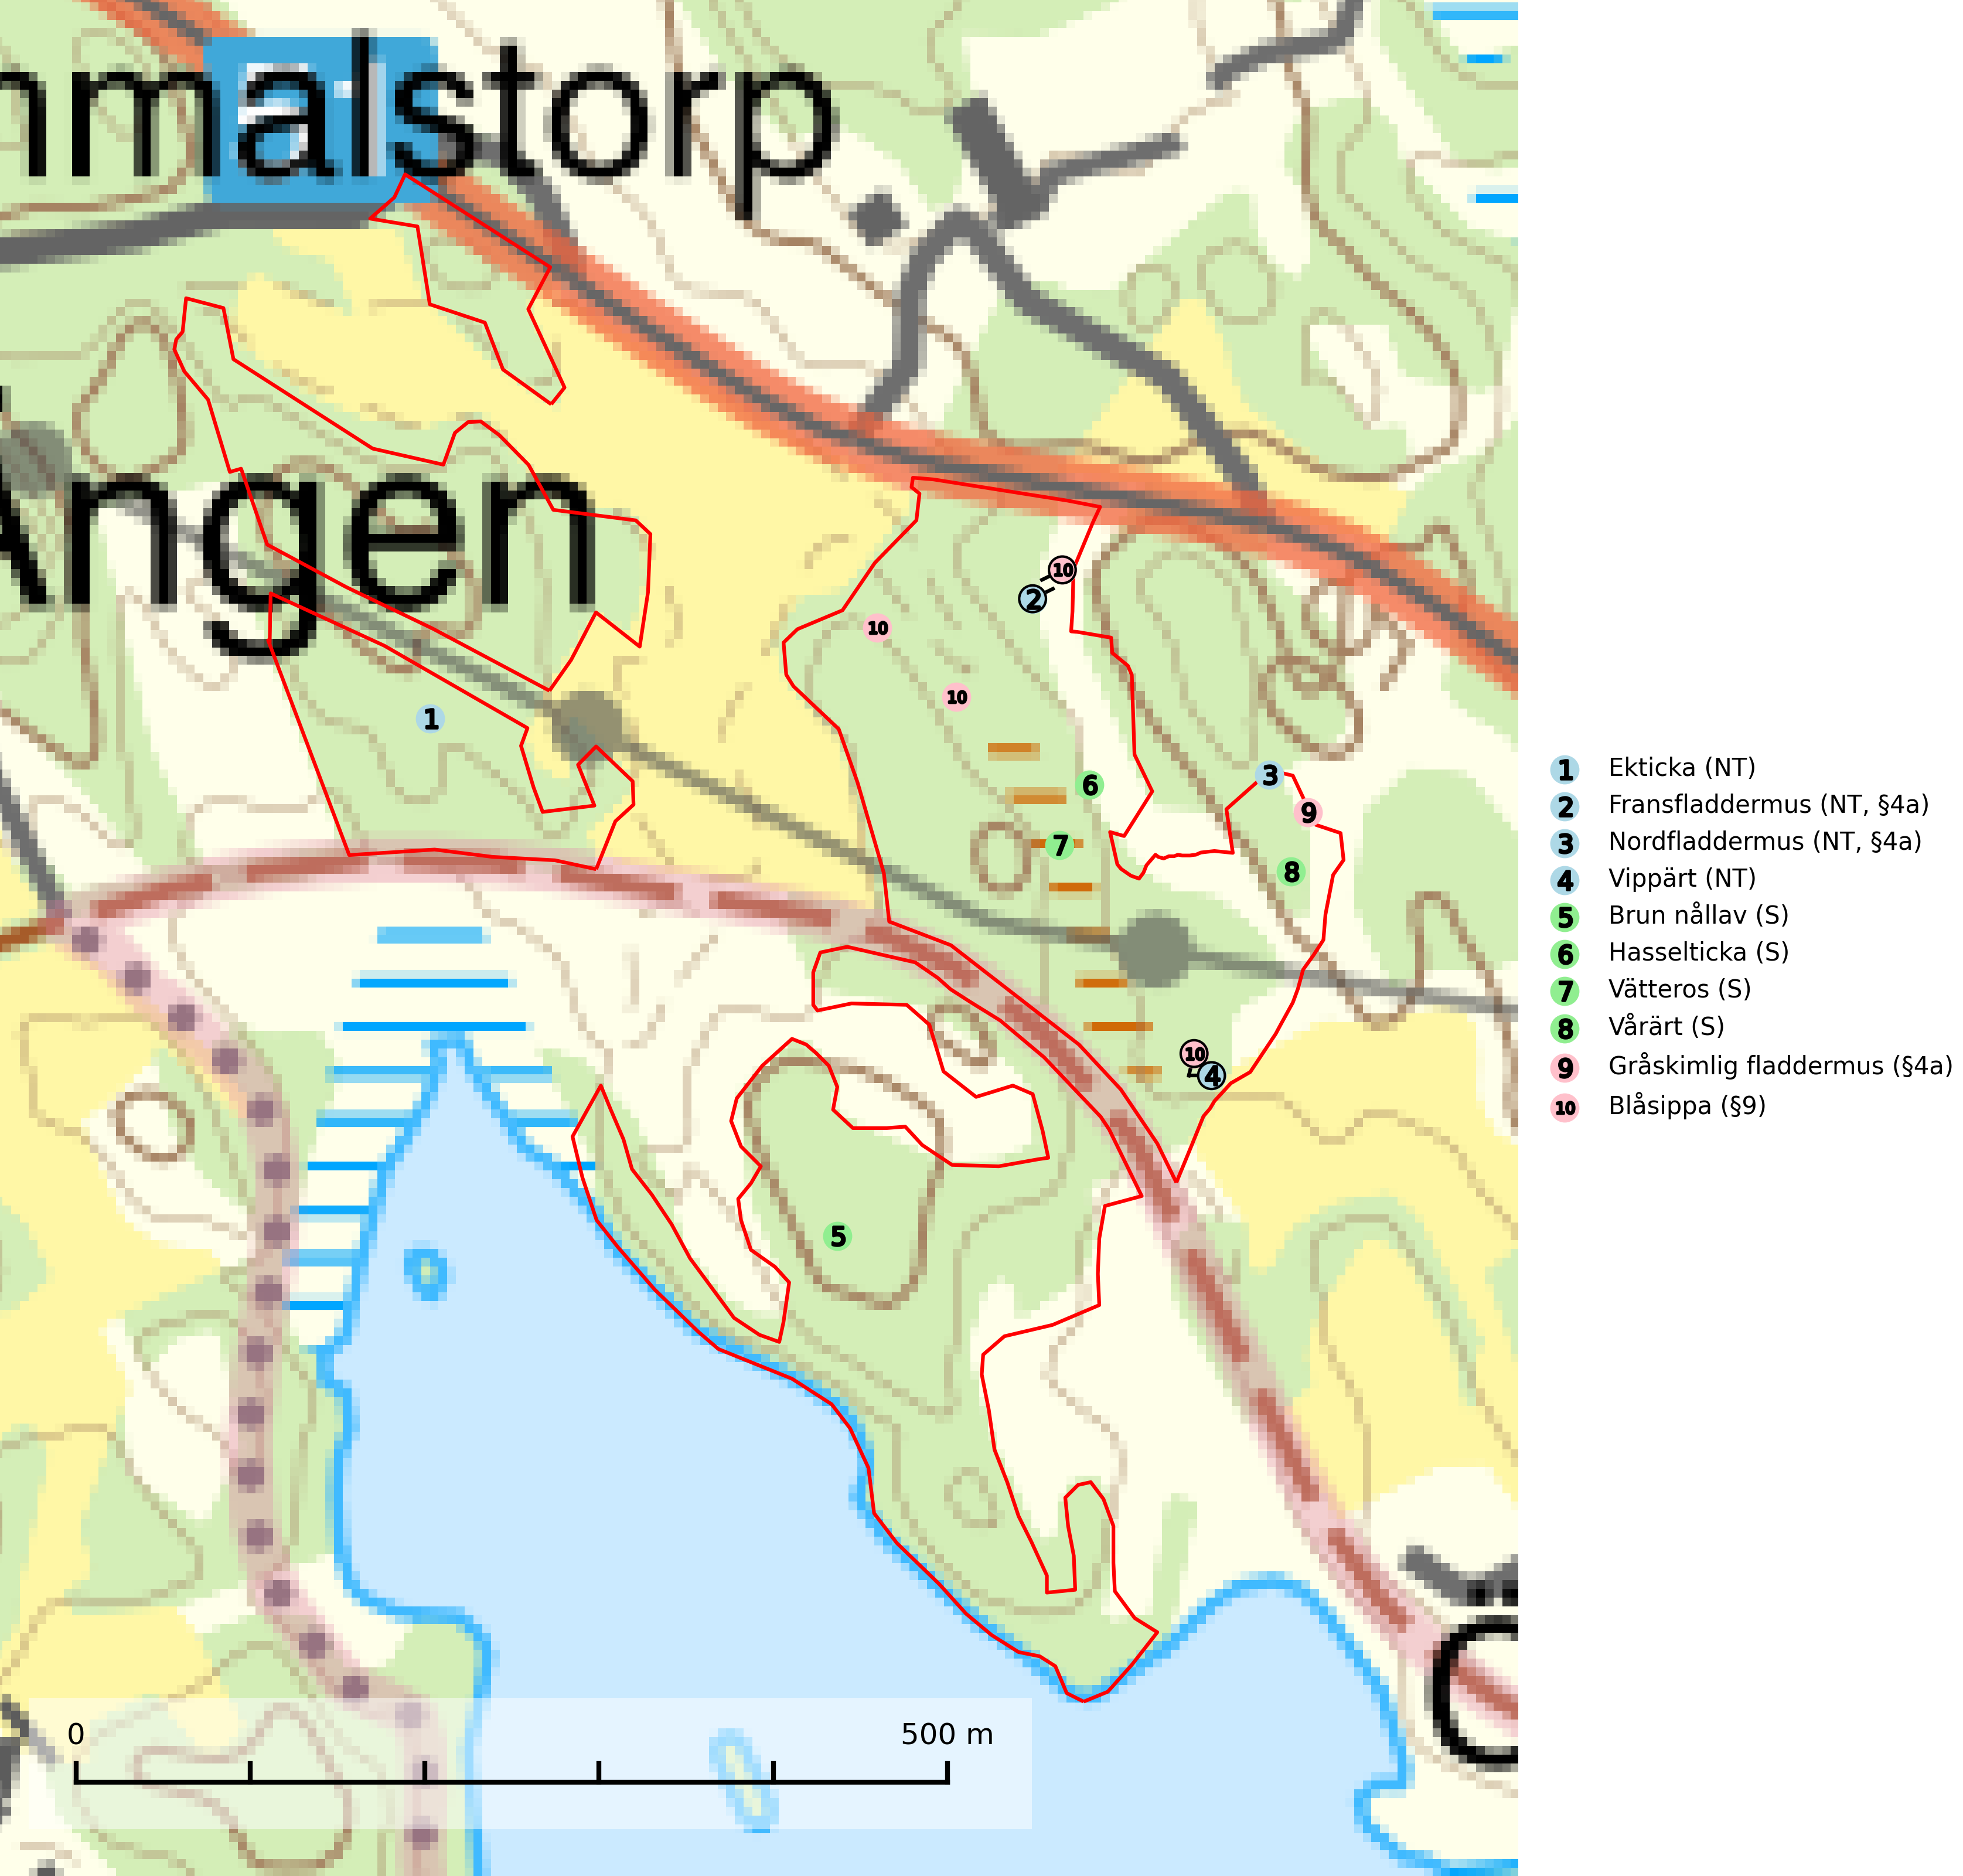 malstorp
Ängen
1
2
10
10
10
3
6
9
7
8
10
4
5
0
500 m
1 Ekticka (NT)
2 Fransfladdermus (NT, §4a)
3 Nordfladdermus (NT, §4a)
4 Vippärt (NT)
5 Brun nållav (S)
6 Hasselticka (S)
7 Vätteros (S)
8 Vårärt (S)
9 Gråskimlig fladdermus (§4a)
10 Blåsippa (§9)